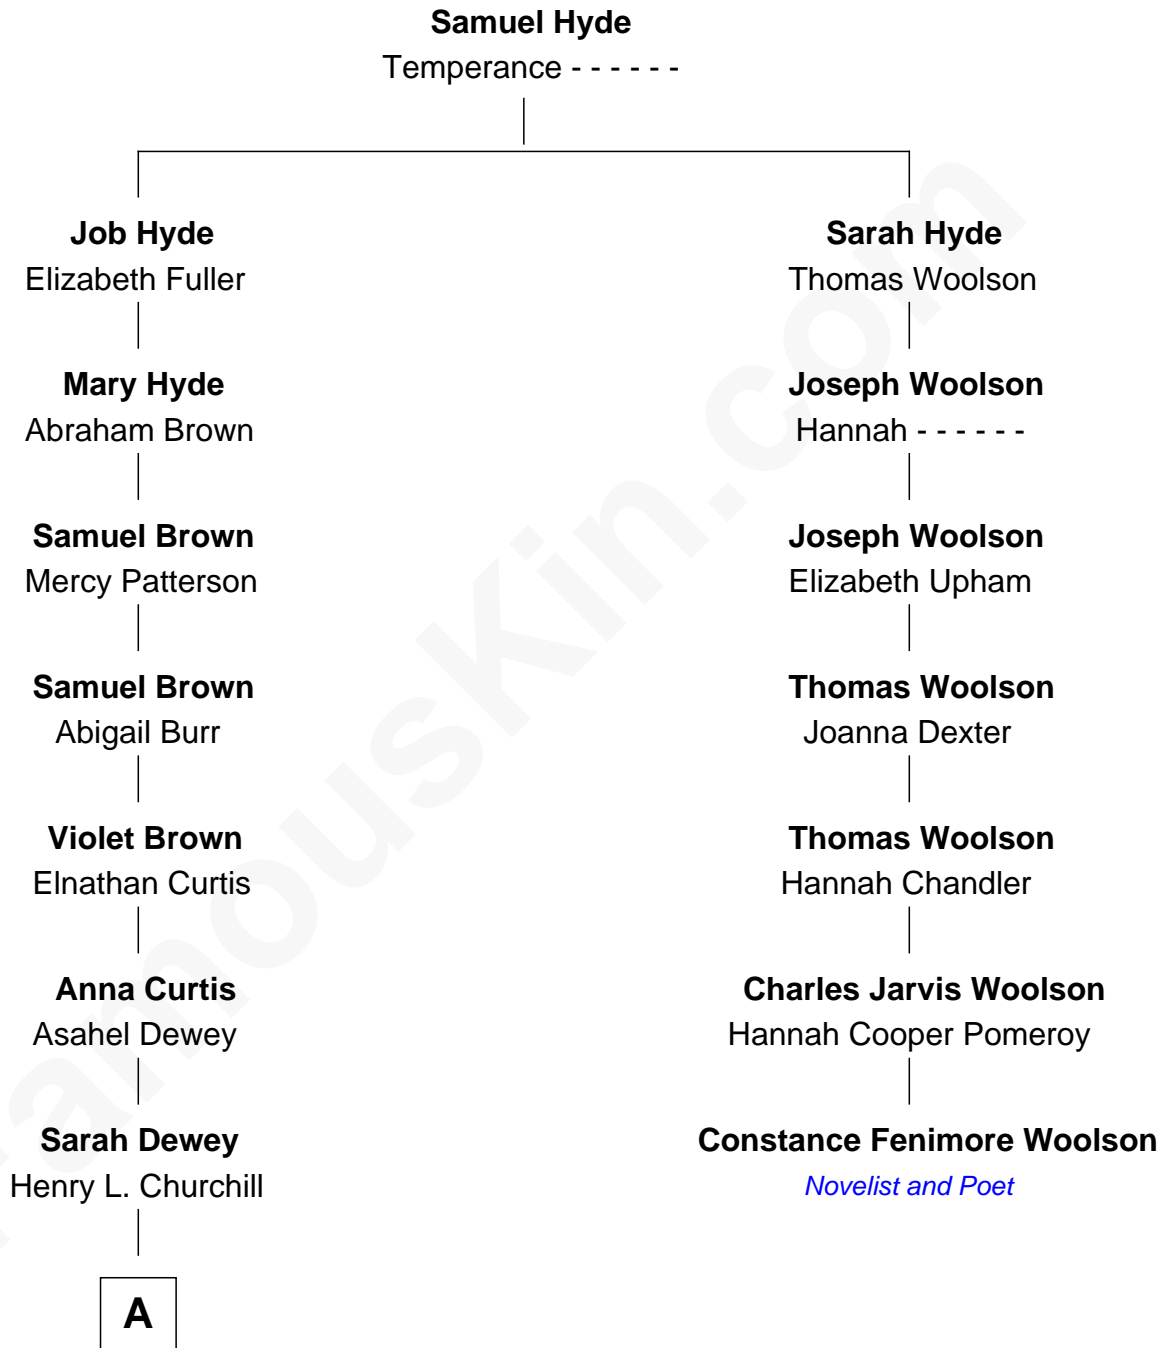 Samuel Hyde
Temperance - - - - - -
Job Hyde
Elizabeth Fuller
Mary Hyde
Abraham Brown
Samuel Brown
Mercy Patterson
Samuel Brown
Abigail Burr
Violet Brown
Elnathan Curtis
Anna Curtis
Asahel Dewey
Sarah Dewey
Henry L. Churchill
A
Sarah Hyde
Thomas Woolson
Joseph Woolson
Hannah - - - - - -
Joseph Woolson
Elizabeth Upham
Thomas Woolson
Joanna Dexter
Thomas Woolson
Hannah Chandler
Charles Jarvis Woolson
Hannah Cooper Pomeroy
Constance Fenimore Woolson
Novelist and Poet
FamousKin.com